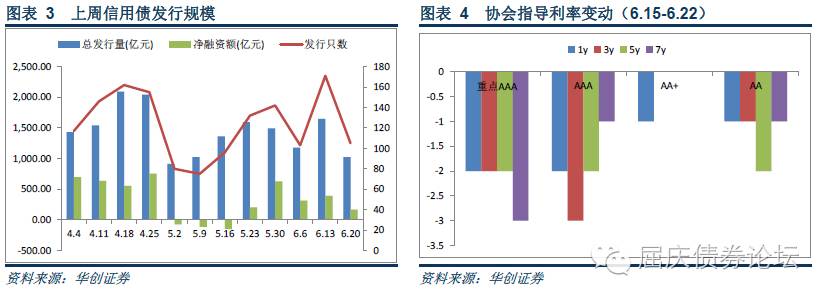 图表 3 上周信用债发行规模
总发行量(亿元) 净融资额(亿元) 发行只数
2,500.00
2,000.00
1,500.00
1,000.00
500.00
0.00
-500.00
180
160
140
120
100
80
60
40
20
0
4.4 4.11 4.18 4.25 5.2 5.9 5.16 5.23 5.30 6.6 6.13 6.20
资料来源：华创证券
图表 4 协会指导利率变动（6.15-6.22）
1y 3y 5y 7y
0
-0.5
-1
-1.5
-2
-2.5
-3
-3.5
重点AAA AAA AA+ AA
资料来源：华创证券
屈庆债券论坛